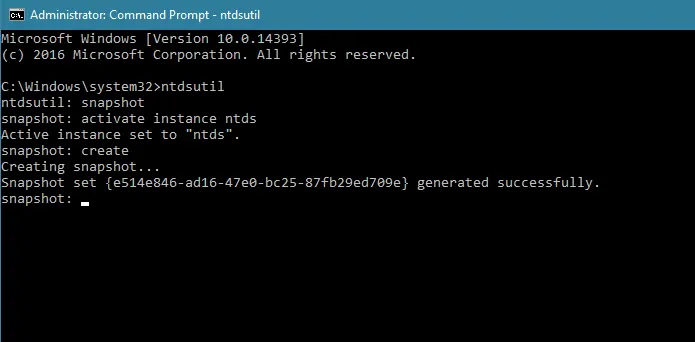 Administrator: Command Prompt - ntdsutil
Microsoft Windows [Version 10.0.14393]
(c) 2016 Microsoft Corporation. All rights reserved.
C:\Windows\system32>ntdsutil
ntdsutil: snapshot
snapshot: activate instance ntds
Active instance set to "ntds".
snapshot: create
Creating snapshot...
Snapshot set {e514e846-ad16-47e0-bc25-87fb29ed709e} generated successfully.
snapshot: